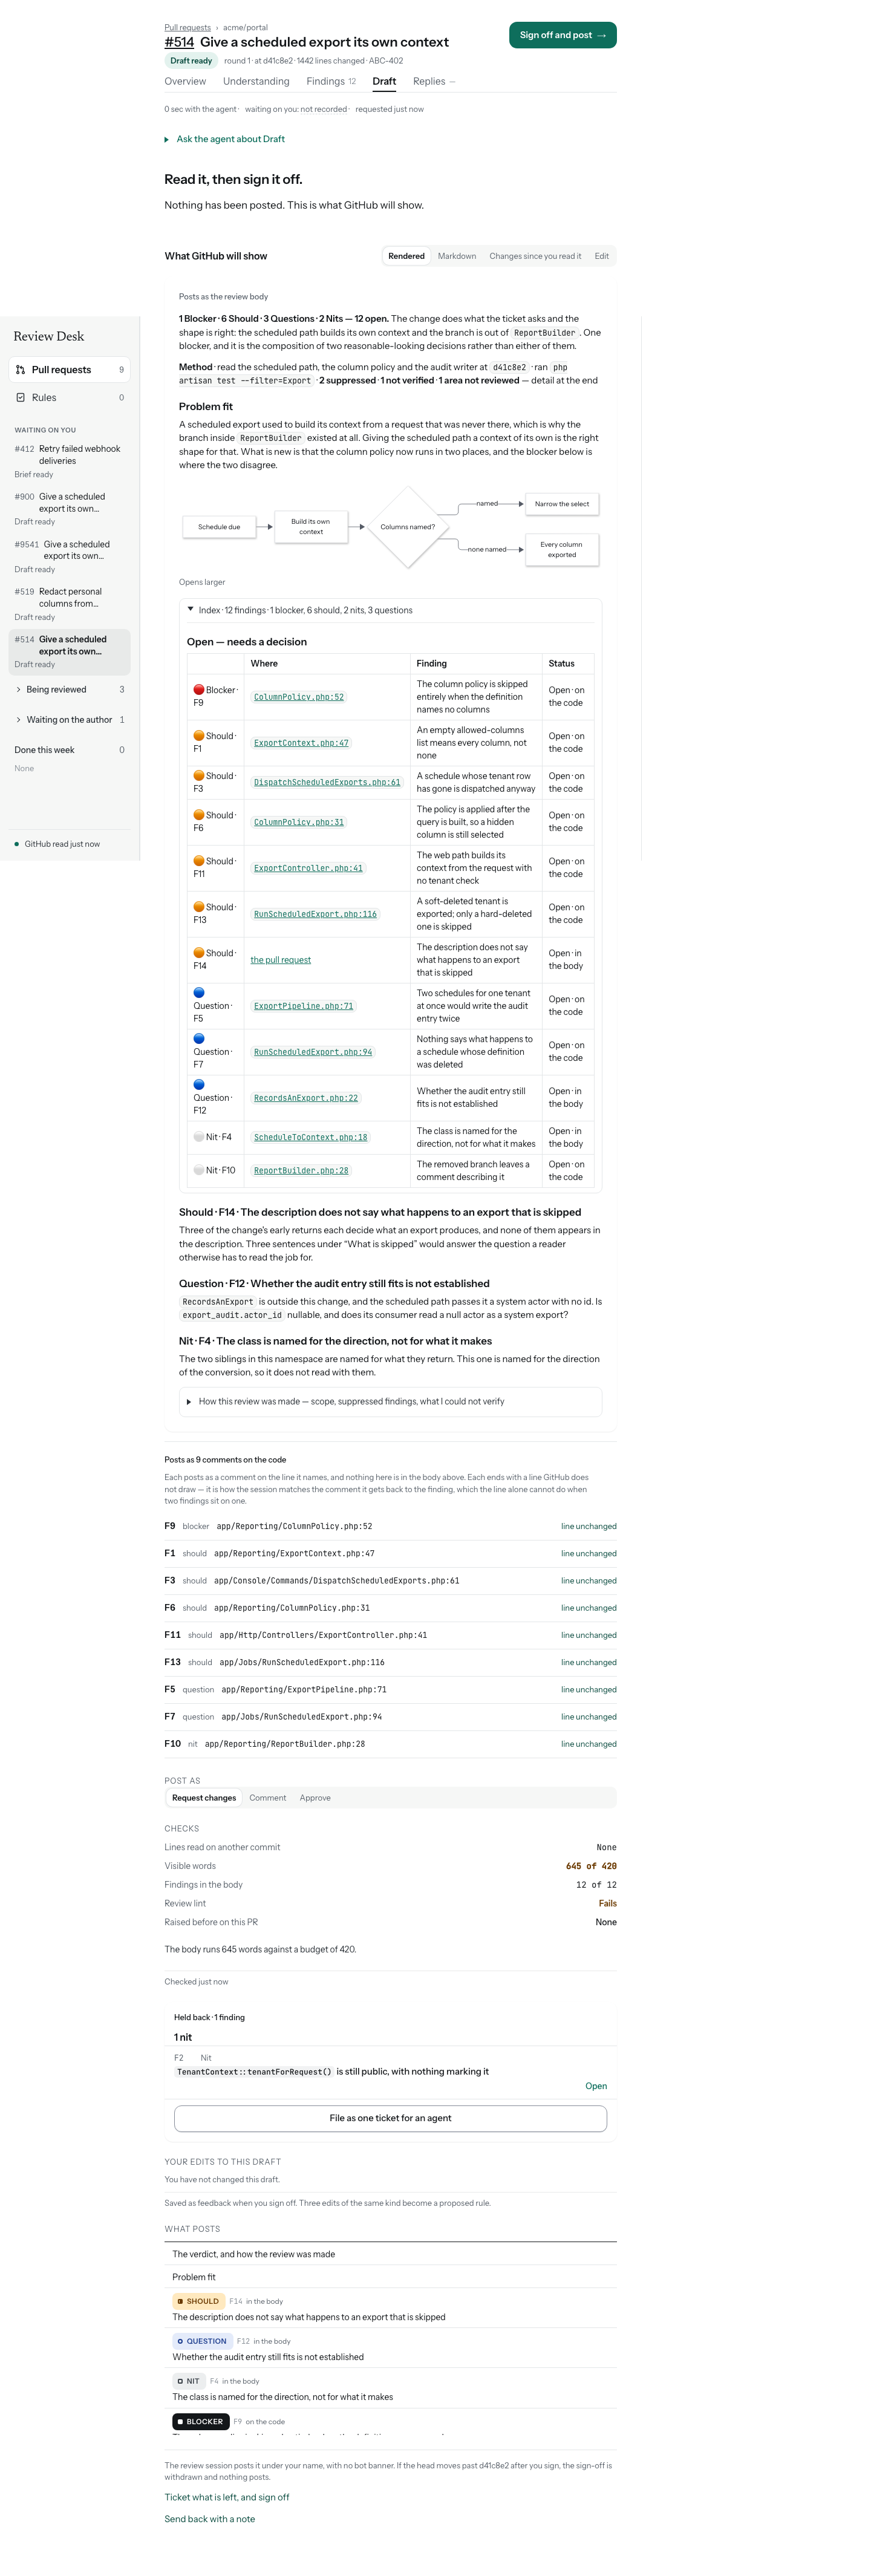 Pull requests › acme/portal
#514 Give a scheduled export its own context
Sign off and post →
Draft ready round 1 · at d41c8e2 · 1442 lines changed · ABC-402
Overview Understanding Findings 12 Draft Replies —
0 sec with the agent · waiting on you: not recorded · requested just now
Ask the agent about Draft
Read it, then sign it off.
Nothing has been posted. This is what GitHub will show.
What GitHub will show
Rendered Markdown Changes since you read it Edit
Review Desk
Pull requests 9
Rules 0
WAITING ON YOU
#412 Retry failed webhook
deliveries
Brief ready
#900 Give a scheduled
export its own...
Draft ready
#9541 Give a scheduled
export its own...
Draft ready
#519 Redact personal
columns from...
Draft ready
#514 Give a scheduled
export its own...
Draft ready
Being reviewed 3
Waiting on the author 1
Done this week 0
None
GitHub read just now
Posts as the review body
1 Blocker · 6 Should · 3 Questions · 2 Nits — 12 open. The change does what the ticket asks and the
shape is right: the scheduled path builds its own context and the branch is out of ReportBuilder. One
blocker, and it is the composition of two reasonable decisions rather than either of them.
Method · read the scheduled path, the column policy and the audit writer at d41c8e2 · ran php
artisan test --filter=Export · 2 suppressed · 1 not verified · 1 area not reviewed — detail at the end
Problem fit
A scheduled export used to build its context from a request that was never there, which is why the
branch inside ReportBuilder existed at all. Giving the scheduled path a context of its own is the right
shape for that. What is new is that the column policy now runs in two places, and the blocker below is
where the two disagree.
Schedule due
Build its own
context
Columns named?
named
Narrow the select
none named
Every column
exported
Opens larger
Index · 12 findings · 1 blocker, 6 should, 2 nits, 3 questions
Open — needs a decision
Where Finding Status
Blocker ·
F9
ColumnPolicy.php:52
The column policy is skipped
entirely when the definition
names no columns
Open · on
the code
Should ·
F1
ExportContext.php:47
An empty allowed-columns
list means every column, not
none
Open · on
the code
Should ·
F3
DispatchScheduledExports.php:61
A schedule whose tenant row
has gone is dispatched anyway
Open · on
the code
Should ·
F6
ColumnPolicy.php:31
The policy is applied after the
query is built, so a hidden
column is still selected
Open · on
the code
Should ·
F11
ExportController.php:41
The web path builds its
context from the request with
no tenant check
Open · on
the code
Should ·
F13
RunScheduledExport.php:116
A soft-deleted tenant is
exported; only a hard-deleted
one is skipped
Open · on
the code
Should ·
F14
the pull request
The description does not say
what happens to an export
that is skipped
Open · in
the body
Question ·
F5
ExportPipeline.php:71
Two schedules for one tenant
at once would write the audit
entry twice
Open · on
the code
Question ·
F7
RunScheduledExport.php:94
Nothing says what happens to
a schedule whose definition
was deleted
Open · on
the code
Question ·
F12
RecordsAnExport.php:22
Whether the audit entry still
fits is not established
Open · in
the body
Nit · F4
ScheduleToContext.php:18
The class is named for the
direction, not for what it makes
Open · in
the body
Nit · F10
ReportBuilder.php:28
The removed branch leaves a
comment describing it
Open · on
the code
Should · F14 · The description does not say what happens to an export that is skipped
Three of the change's early returns each decide what an export produces, and none of them appears in
the description. Three sentences under “What is skipped” would answer the question a reader
otherwise has to read the job for.
Question · F12 · Whether the audit entry still fits is not established
RecordsAnExport is outside this change, and the scheduled path passes it a system actor with no id. Is
export_audit.actor_id nullable, and does its consumer read a null actor as a system export?
Nit · F4 · The class is named for the direction, not for what it makes
The two siblings in this namespace are named for what they return. This one is named for the direction
of the conversion, so it does not read with them.
How this review was made — scope, suppressed findings, what I could not verify
Posts as 9 comments on the code
Each posts as a comment on the line it names, and nothing here is in the body above. Each ends with a line GitHub does
not draw — it is how the session matches the comment it gets back to the finding, which the line alone cannot do when
two findings sit on one.
F9 blocker app/Reporting/ColumnPolicy.php:52 line unchanged
F1 should app/Reporting/ExportContext.php:47 line unchanged
F3 should app/Console/Commands/DispatchScheduledExports.php:61 line unchanged
F6 should app/Reporting/ColumnPolicy.php:31 line unchanged
F11 should app/Http/Controllers/ExportController.php:41 line unchanged
F13 should app/Jobs/RunScheduledExport.php:116 line unchanged
F5 question app/Reporting/ExportPipeline.php:71 line unchanged
F7 question app/Jobs/RunScheduledExport.php:94 line unchanged
F10 nit app/Reporting/ReportBuilder.php:28 line unchanged
POST AS
Request changes Comment Approve
CHECKS
Lines read on another commit None
Visible words 645 of 420
Findings in the body 12 of 12
Review lint Fails
Raised before on this PR None
The body runs 645 words against a budget of 420.
Checked just now
Held back · 1 finding
1 nit
F2 Nit
TenantContext::tenantForRequest() is still public, with nothing marking it
Open
File as one ticket for an agent
YOUR EDITS TO THIS DRAFT
You have not changed this draft.
Saved as feedback when you sign off. Three edits of the same kind become a proposed rule.
WHAT POSTS
The verdict, and how the review was made
Problem fit
SHOULD F14 in the body
The description does not say what happens to an export that is skipped
QUESTION F12 in the body
Whether the audit entry still fits is not established
NIT F4 in the body
The class is named for the direction, not for what it makes
BLOCKER F9 on the code
The review session posts it under your name, with no bot banner. If the head moves past d41c8e2 after you sign, the sign-off is
withdrawn and nothing posts.
Ticket what is left, and sign off
Send back with a note